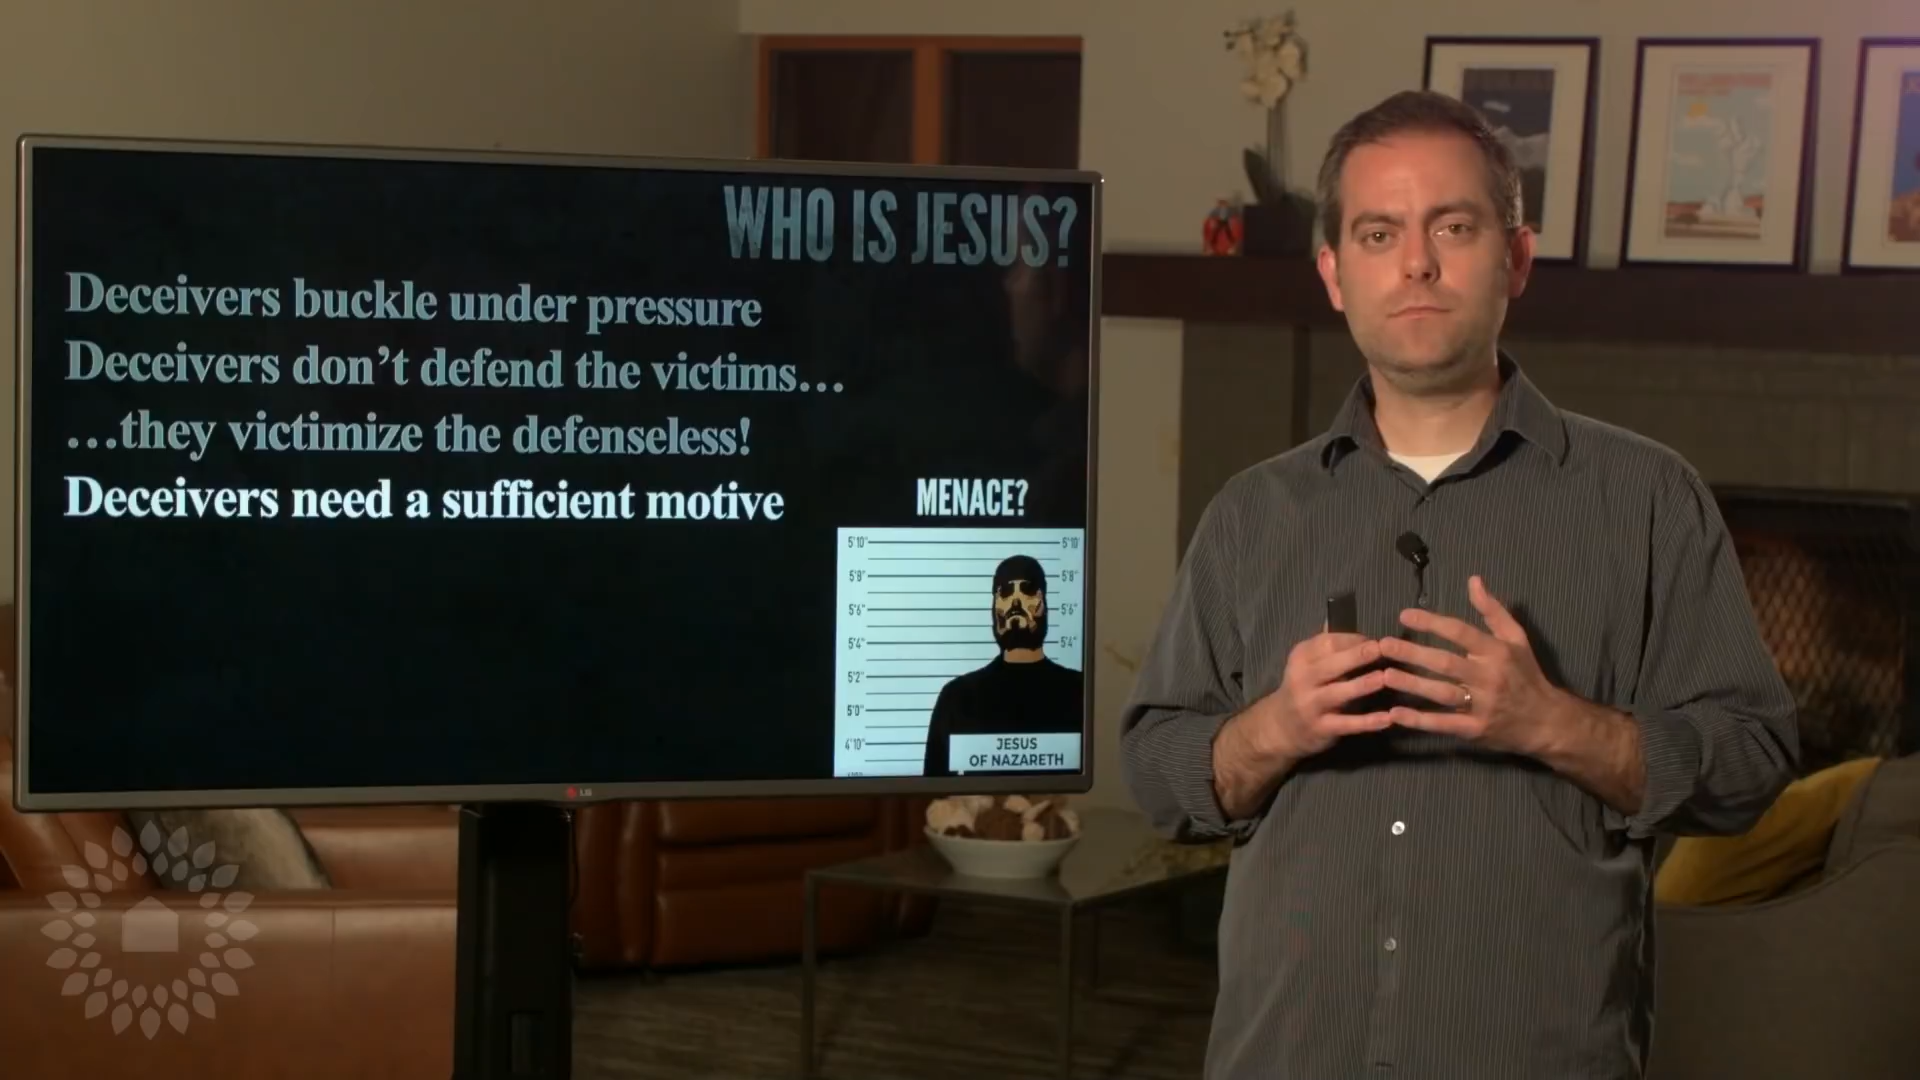 WHO IS JESUS?
Deceivers buckle under pressure
Deceivers don't defend the victims...
...they victimize the defenseless!
Deceivers need a sufficient motive
MENACE?
5'10" 5'10"
5'8" 5'8"
5'6" 5'6"
5'4" 5'4"
5'2"
5'0"
4'10"
JESUS
OF NAZARETH
LG